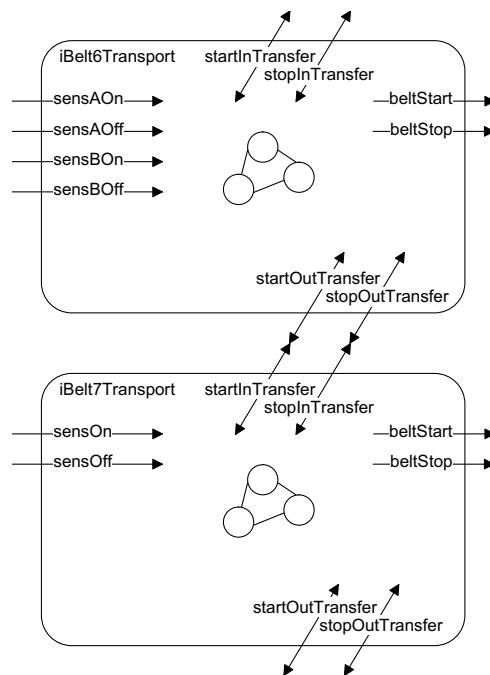 iBelt6Transport
startInTransfer
stopInTransfer
sensAOn
sensAOff
sensBOn
sensBOff
beltStart
beltStop
startOutTransfer
stopOutTransfer
iBelt7Transport
startInTransfer
stopInTransfer
sensOn
sensOff
beltStart
beltStop
startOutTransfer
stopOutTransfer